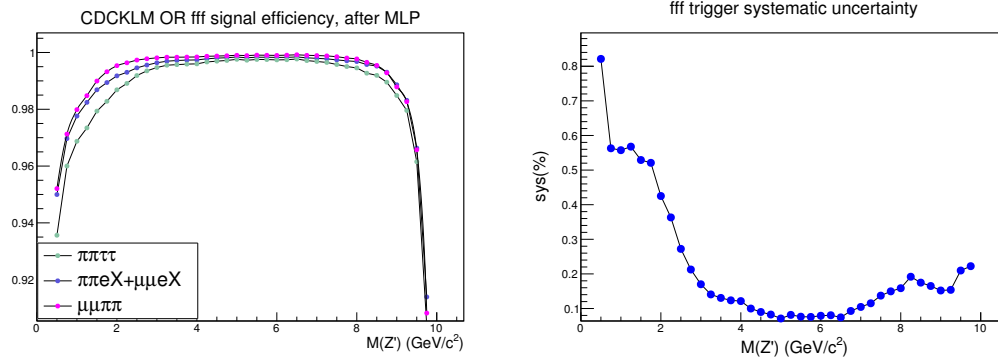 CDCKLM OR fff signal efficiency, after MLP
1
0.98
0.96
0.94
0.92
ππττ
ππeX+μμeX
μμππ
0 2 4 6 8 10
M(Z') (GeV/c²)
fff trigger systematic uncertainty
sys(%)
0.8
0.7
0.6
0.5
0.4
0.3
0.2
0.1
0 2 4 6 8 10
M(Z') (GeV/c²)